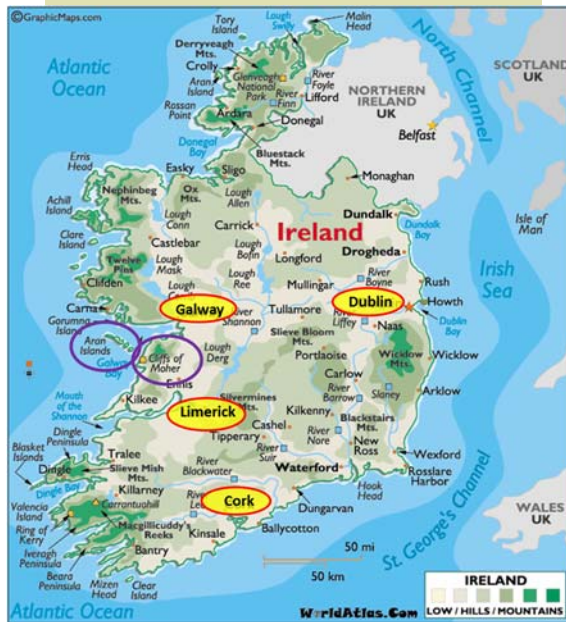 ©GraphicMaps.com
Tory
Island
Lough
Swilly
Malin
Head
Derryveagh
Mts.
Crolly
Aran
Island
Glenveagh
National
Park
River
Foyle
River
Finn
Lifford
Rossan
Point
Ardara
Donegal
Donegal
Bay
Bluestack Mts.
North Channel
SCOTLAND
UK
NORTHERN
IRELAND
UK
Belfast
Atlantic
Ocean
Erris
Head
Easky
Sligo
Monaghan
Nephinbeg
Mts.
Ox
Mts.
Lough
Allen
Achill
Island
Lough
Conn
Carrick
Dundalk
Dundalk
Bay
Isle of
Man
Clare
Island
Castlebar
Lough
Bofin
Ireland
Longford
Drogheda
Twelve
Pins
Lough
Mask
Lough
Ree
Mullingar
River
Boyne
Irish
Sea
Clifden
Rush
Howth
Galway
Dublin
Carna
Gorumna
Island
River
Shannon
Tullamore
River
Liffey
Dublin
Bay
Naas
Aran
Islands
Galway
Bay
Cliffs of
Moher
Lough
Derg
Slieve Bloom
Mts.
Portlaoise
Wicklow
Mts.
Wicklow
Ennis
Carlow
Arklow
Mouth
of the
Shannon
Kilkee
Limerick
Silvermines
Mts.
Kilkenny
River
Barrow
Slaney
Cashel
Blackstairs
Mts.
Tipperary
River
Suir
River
Nore
New
Ross
Wexford
Rosslare
Harbor
Blasket
Islands
Dingle
Peninsula
Tralee
Dingle
Slieve Mish
Mts.
River
Blackwater
Waterford
Hook
Head
Dingle Bay
Killarney
Carrantuohill
Cork
Dungarvan
Valencia
Island
Ring of
Kerry
Macgillicuddy's
Reeks
River
Kinsale
Ballycotton
Iveragh
Peninsula
Bantry
Beara
Peninsula
Mizen
Head
Clear
Island
St. George's Channel
WALES
UK
50 mi
50 km
Atlantic Ocean
WorldAtlas.Com
IRELAND
LOW / HILLS / MOUNTAINS